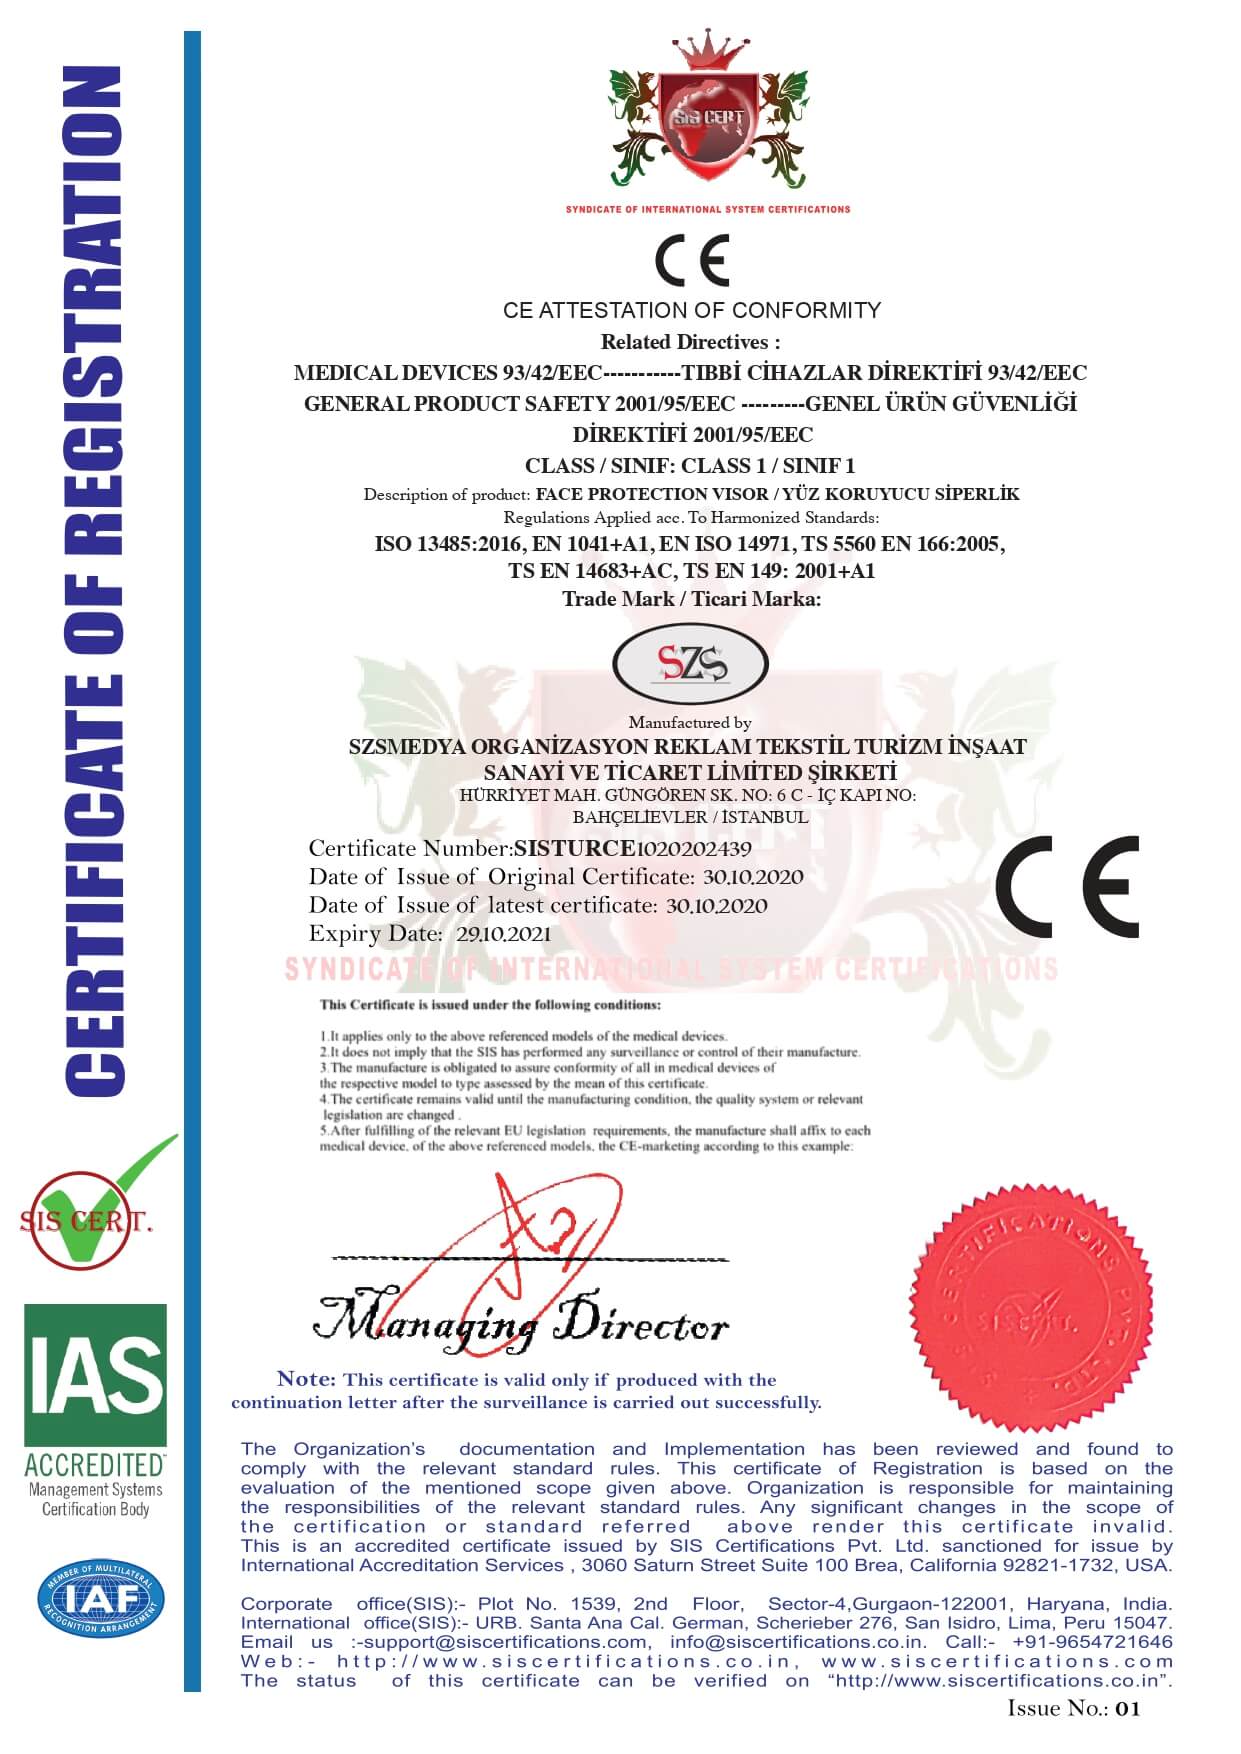 CERTIFICATE OF REGISTRATION
SIS CERT
SYNDICATE OF INTERNATIONAL SYSTEM CERTIFICATIONS
CE
CE ATTESTATION OF CONFORMITY
Related Directives :
MEDICAL DEVICES 93/42/EEC-----------TIBBİ CİHAZLAR DİREKTİFİ 93/42/EEC
GENERAL PRODUCT SAFETY 2001/95/EEC ---------GENEL ÜRÜN GÜVENLİĞİ
DİREKTİFİ 2001/95/EEC
CLASS / SINIF: CLASS 1 / SINIF 1
Description of product: FACE PROTECTION VISOR / YÜZ KORUYUCU SİPERLİK
Regulations Applied acc. To Harmonized Standards:
ISO 13485:2016, EN 1041+A1, EN ISO 14971, TS 5560 EN 166:2005,
TS EN 14683+AC, TS EN 149: 2001+A1
Trade Mark / Ticari Marka:
SZS
Manufactured by
SZSMEDYA ORGANİZASYON REKLAM TEKSTİL TURİZM İNŞAAT
SANAYİ VE TİCARET LİMİTED ŞİRKETİ
HÜRRİYET MAH. GÜNGÖREN SK. NO: 6 C - İÇ KAPI NO:
BAHÇELİEVLER / İSTANBUL
Certificate Number:SISTURCE1020202439
Date of Issue of Original Certificate: 30.10.2020
Date of Issue of latest certificate: 30.10.2020
Expiry Date: 29.10.2021
CE
SYNDICATE OF INTERNATIONAL SYSTEM CERTIFICATIONS
This Certificate is issued under the following conditions:
1.It applies only to the above referenced models of the medical devices.
2.It does not imply that the SIS has performed any surveillance or control of their manufacture.
3.The manufacture is obligated to assure conformity of all in medical devices of
the respective model to type assessed by the mean of this certificate.
4.The certificate remains valid until the manufacturing condition, the quality system or relevant
legislation are changed .
5.After fulfilling of the relevant EU legislation requirements, the manufacture shall affix to each
medical device, of the above referenced models, the CE-marketing according to this example:
Managing Director
SIS CERTIFICATIONS PVT. LTD.
SIS CERT.
Note: This certificate is valid only if produced with the
continuation letter after the surveillance is carried out successfully.
SIS CERT.
IAS
ACCREDITED
Management Systems
Certification Body
MEMBER OF MULTILATERAL
IAF
RECOGNITION ARRANGEMENT
The Organization's documentation and Implementation has been reviewed and found to
comply with the relevant standard rules. This certificate of Registration is based on the
evaluation of the mentioned scope given above. Organization is responsible for maintaining
the responsibilities of the relevant standard rules. Any significant changes in the scope of
the certification or standard referred above render this certificate invalid.
This is an accredited certificate issued by SIS Certifications Pvt. Ltd. sanctioned for issue by
International Accreditation Services , 3060 Saturn Street Suite 100 Brea, California 92821-1732, USA.
Corporate office(SIS):- Plot No. 1539, 2nd Floor, Sector-4,Gurgaon-122001, Haryana, India.
International office(SIS):- URB. Santa Ana Cal. German, Scherieber 276, San Isidro, Lima, Peru 15047.
Email us :-support@siscertifications.com, info@siscertifications.co.in. Call:- +91-9654721646
Web:- http://www.siscertifications.co.in, www.siscertifications.com
The status of this certificate can be verified on “http://www.siscertifications.co.in”.
Issue No.: 01